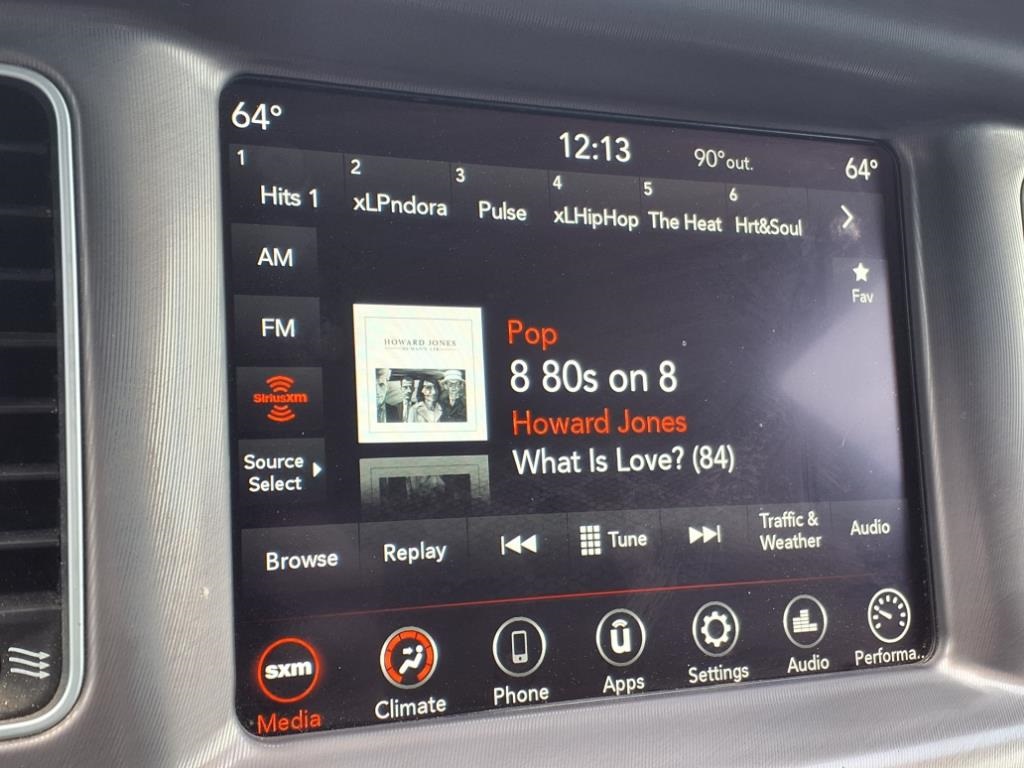 64°
12:13
90° out.
64°
1
Hits 1
2
xLPndora
3
Pulse
4
xLHipHop
5
The Heat
6
Hrt&Soul
AM
Fav
FM
HOWARD JONES
Pop
8 80s on 8
SiriusXM
Howard Jones
What Is Love? (84)
Source
Select
Browse
Replay
Tune
Traffic &
Weather
Audio
sxm
Media
Climate
Phone
Apps
Settings
Audio
Performa..